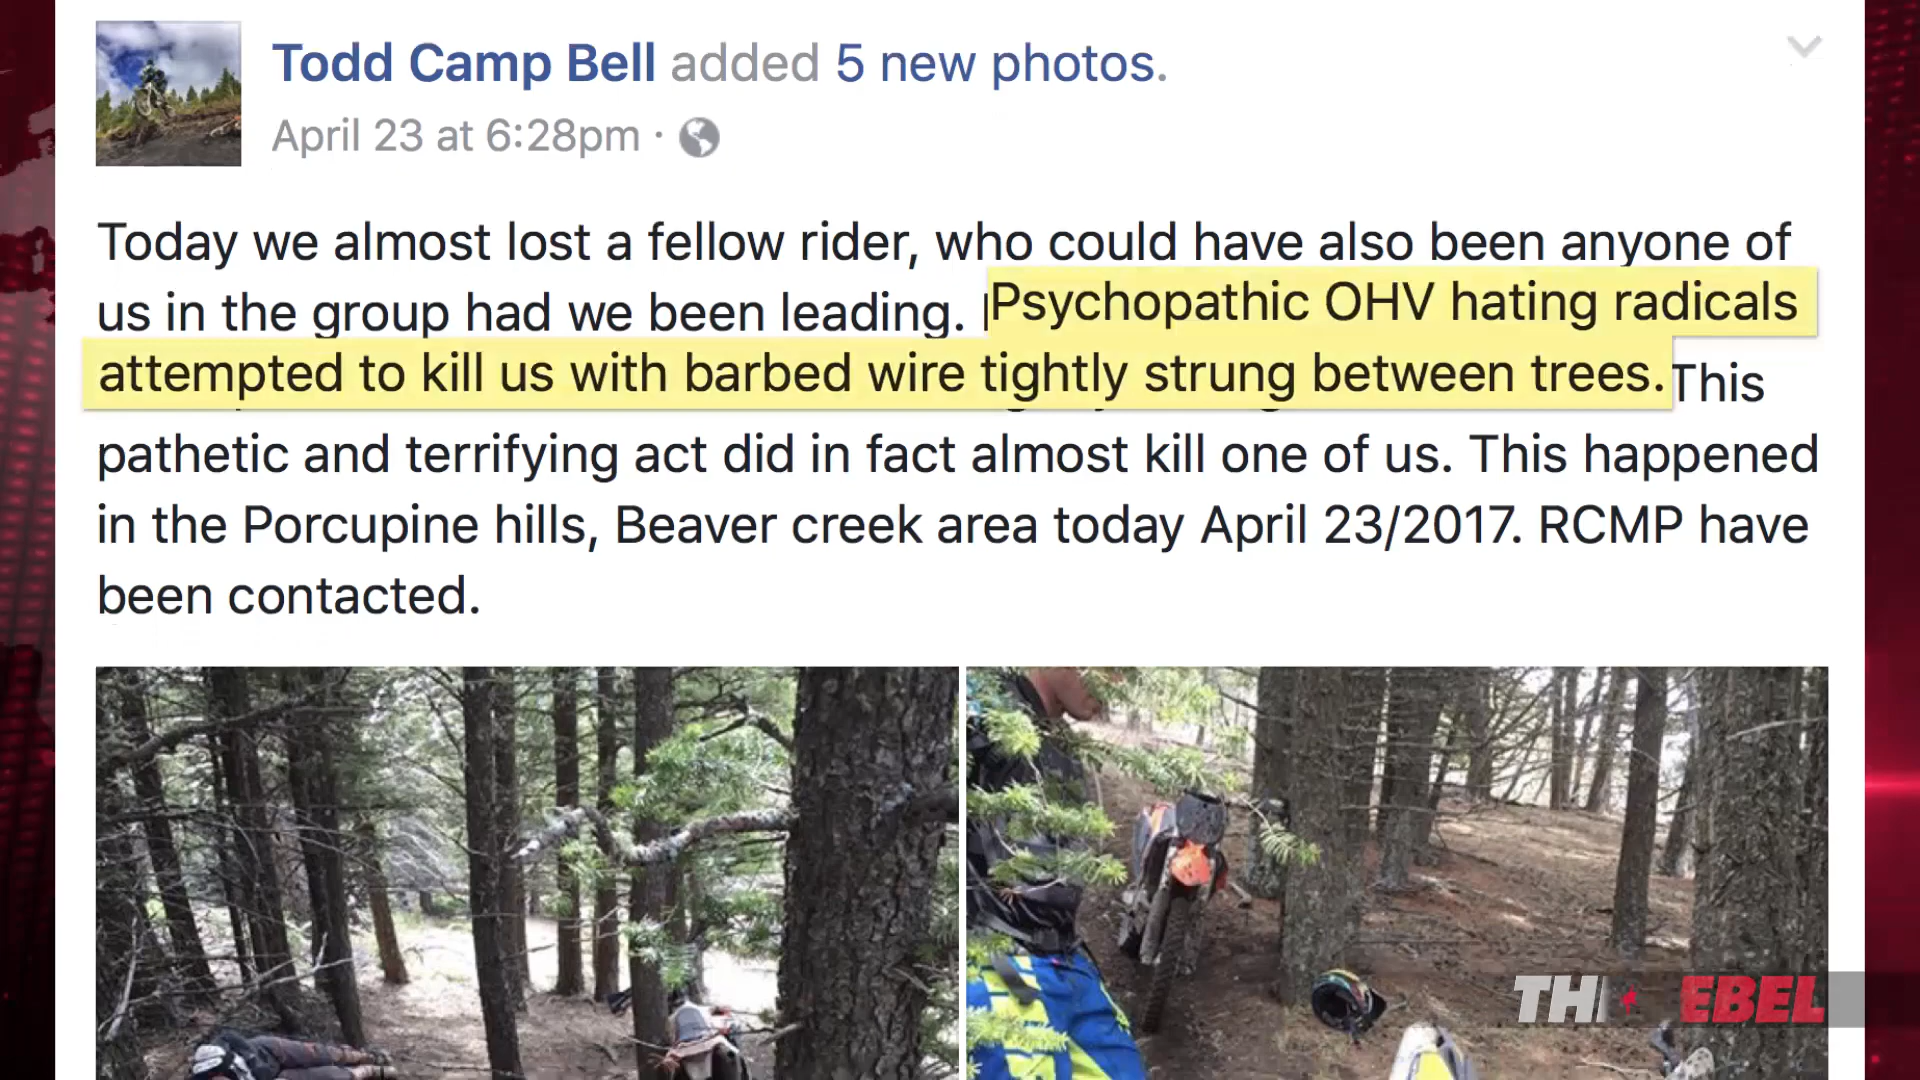 Todd Camp Bell added 5 new photos.
April 23 at 6:28pm ·
Today we almost lost a fellow rider, who could have also been anyone of
us in the group had we been leading. Psychopathic OHV hating radicals
attempted to kill us with barbed wire tightly strung between trees. This
pathetic and terrifying act did in fact almost kill one of us. This happened
in the Porcupine hills, Beaver creek area today April 23/2017. RCMP have
been contacted.
TH EBEL